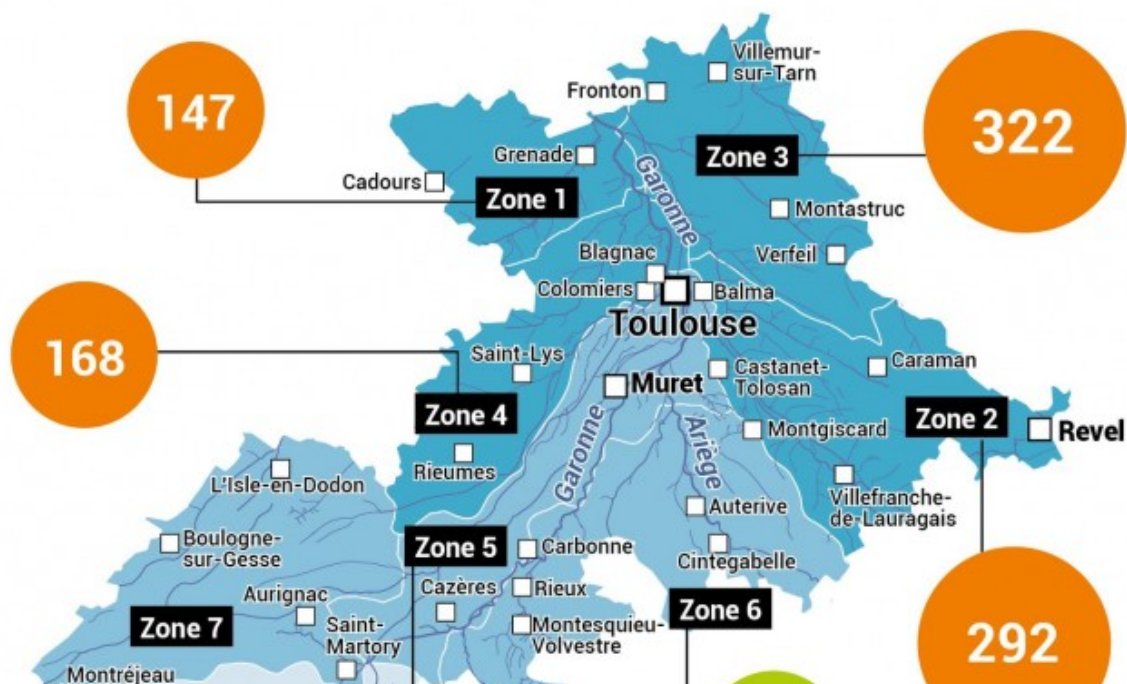 147
322
Villemur-
sur-Tarn
Fronton
Zone 3
Grenade
Garonne
Cadours
Zone 1
Montastruc
Blagnac
Verfeil
Colomiers
Balma
Toulouse
168
Saint-Lys
Castanet-
Tolosan
Caraman
Muret
Zone 4
Zone 2
Revel
Garonne
Ariège
Montgiscard
Rieumes
L'Isle-en-Dodon
Villefranche-
de-Lauragais
Auterive
Boulogne-
sur-Gesse
Zone 5
Carbonne
Cintegabelle
Aurignac
Cazères
Rieux
Zone 6
Zone 7
Saint-
Martory
Montesquieu-
Volvestre
292
Montréjeau